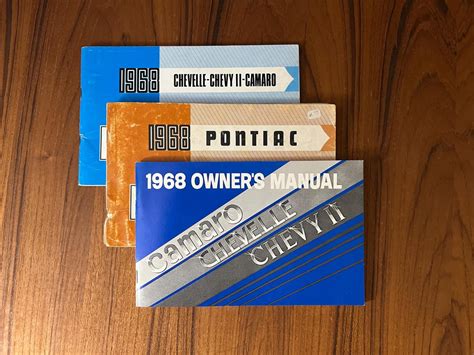 1968 CHEVELLE-CHEVY II-CAMARO
1968 PONTIAC
1968 OWNER'S MANUAL
camaro
CHEVELLE
CHEVY II